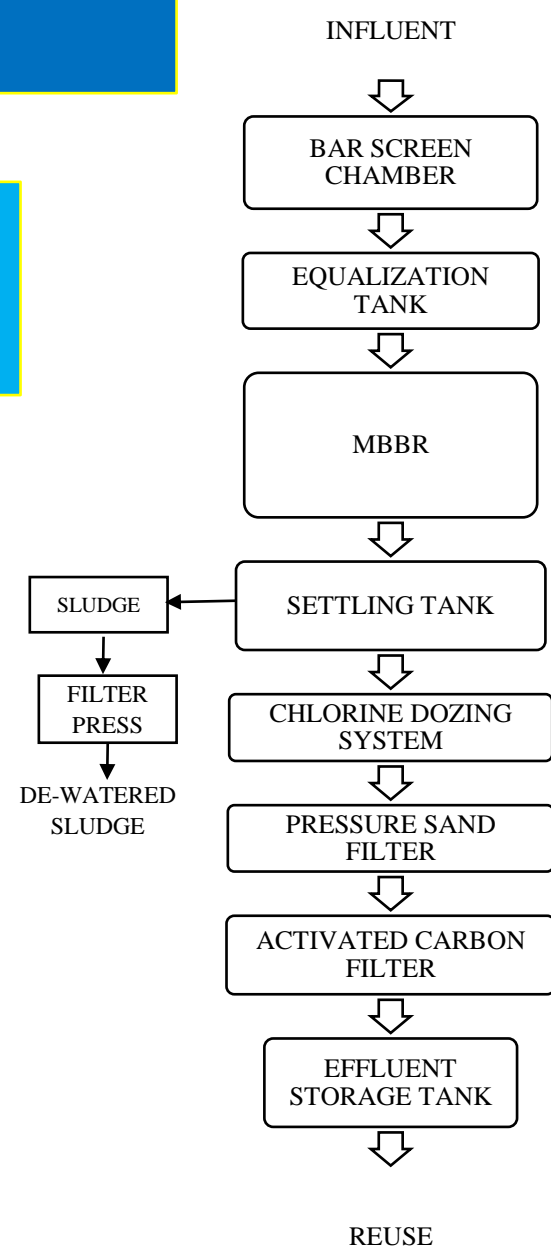 INFLUENT
BAR SCREEN
CHAMBER
EQUALIZATION
TANK
MBBR
SETTLING TANK
SLUDGE
FILTER
PRESS
DE-WATERED
SLUDGE
CHLORINE DOZING
SYSTEM
PRESSURE SAND
FILTER
ACTIVATED CARBON
FILTER
EFFLUENT
STORAGE TANK
REUSE